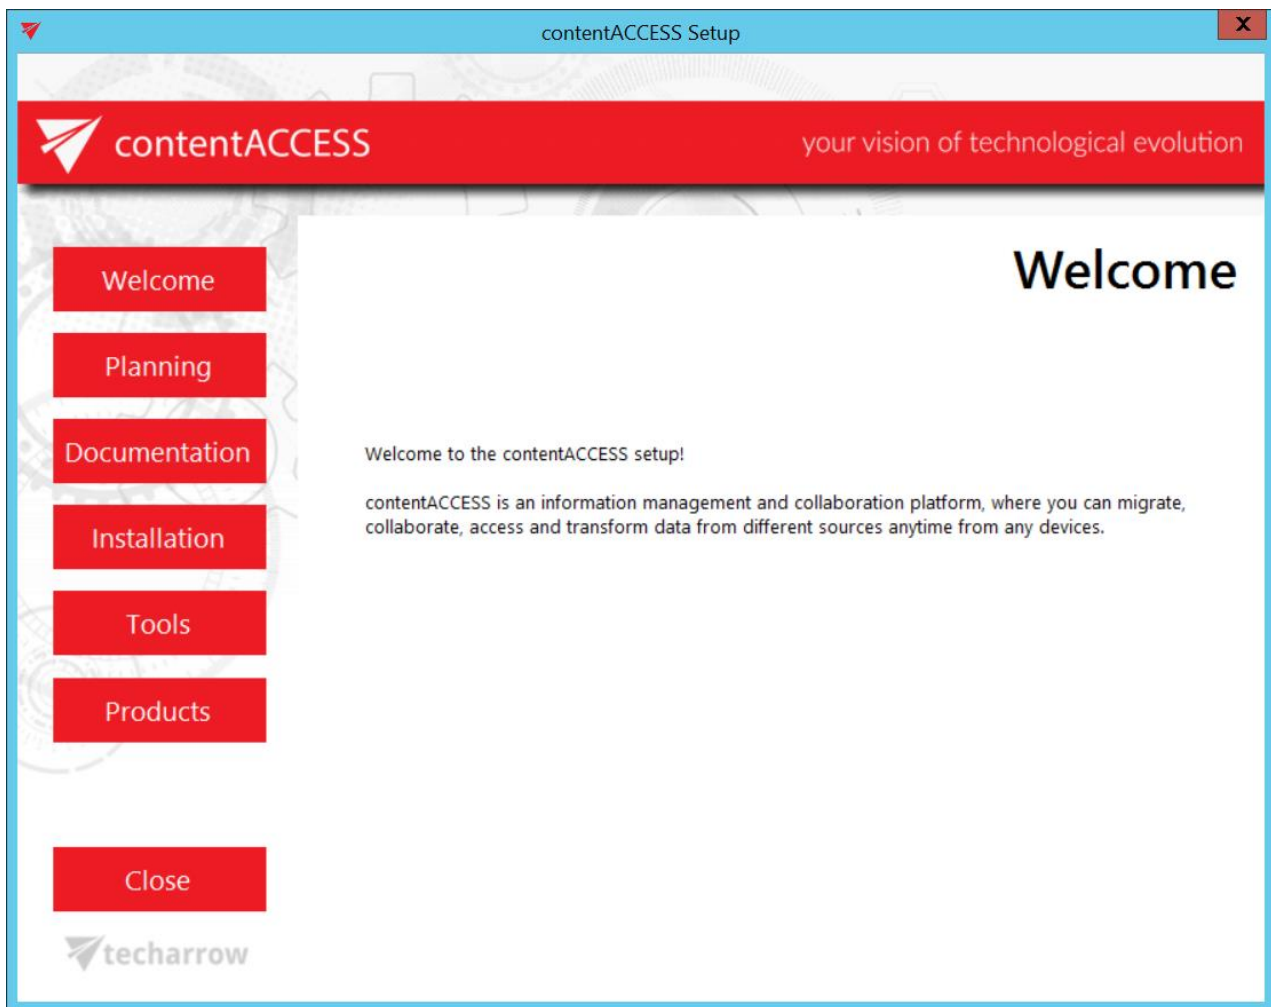 contentACCESS Setup
X
contentACCESS
your vision of technological evolution
Welcome
Planning
Documentation
Installation
Tools
Products
Close
techarrow
Welcome
Welcome to the contentACCESS setup!
contentACCESS is an information management and collaboration platform, where you can migrate,
collaborate, access and transform data from different sources anytime from any devices.